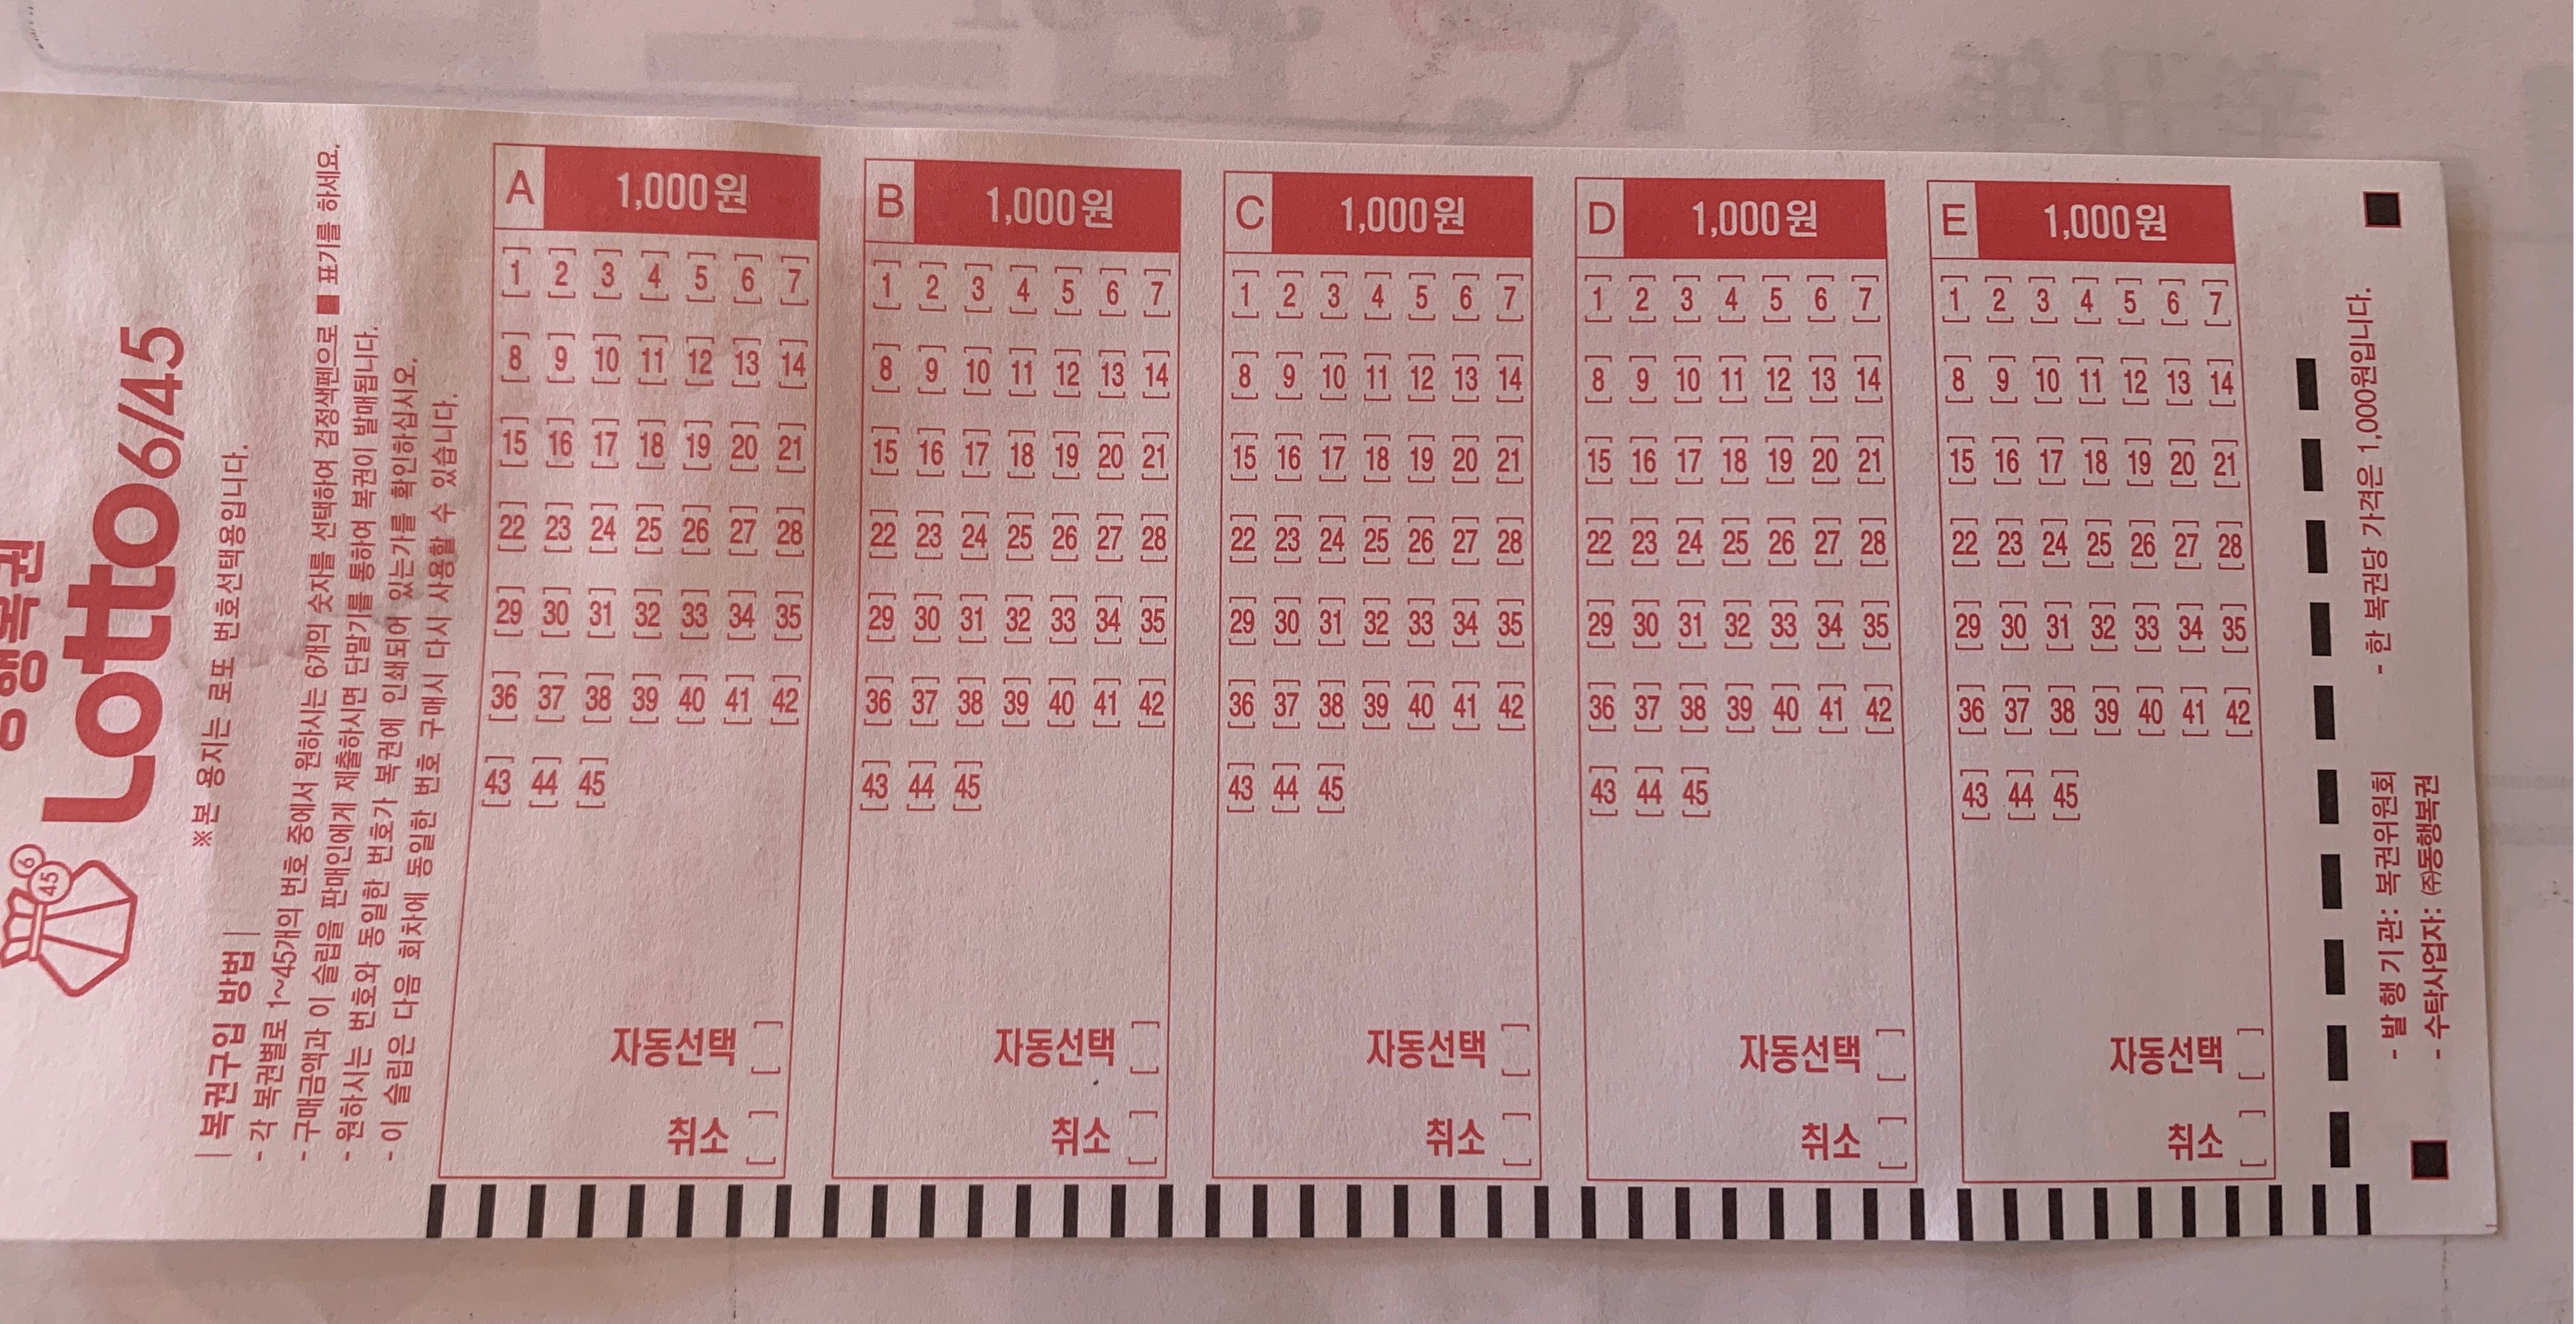 Lotto6/45
6
45
※본 용지는 로또 번호선택용입니다.
| 복권구입 방법 |
- 각 복권별로 1~45개의 번호 중에서 원하시는 6개의 숫자를 선택하여 검정색펜으로 ■ 표기를 하세요.
- 구매금액과 이 슬립을 판매인에게 제출하시면 단말기를 통하여 복권이 발매됩니다.
- 원하시는 번호와 동일한 번호가 복권에 인쇄되어 있는가를 확인하십시오.
- 이 슬립은 다음 회차에 동일한 번호 구매시 다시 사용할 수 있습니다.
A 1,000원
1 2 3 4 5 6 7
8 9 10 11 12 13 14
15 16 17 18 19 20 21
22 23 24 25 26 27 28
29 30 31 32 33 34 35
36 37 38 39 40 41 42
43 44 45
자동선택 [ ]
취소 [ ]
B 1,000원
1 2 3 4 5 6 7
8 9 10 11 12 13 14
15 16 17 18 19 20 21
22 23 24 25 26 27 28
29 30 31 32 33 34 35
36 37 38 39 40 41 42
43 44 45
자동선택 [ ]
취소 [ ]
C 1,000원
1 2 3 4 5 6 7
8 9 10 11 12 13 14
15 16 17 18 19 20 21
22 23 24 25 26 27 28
29 30 31 32 33 34 35
36 37 38 39 40 41 42
43 44 45
자동선택 [ ]
취소 [ ]
D 1,000원
1 2 3 4 5 6 7
8 9 10 11 12 13 14
15 16 17 18 19 20 21
22 23 24 25 26 27 28
29 30 31 32 33 34 35
36 37 38 39 40 41 42
43 44 45
자동선택 [ ]
취소 [ ]
E 1,000원
1 2 3 4 5 6 7
8 9 10 11 12 13 14
15 16 17 18 19 20 21
22 23 24 25 26 27 28
29 30 31 32 33 34 35
36 37 38 39 40 41 42
43 44 45
자동선택 [ ]
취소 [ ]
- 발 행 기 관: 복권위원회 - 한 복권당 가격은 1,000원입니다.
- 수탁사업자: ㈜동행복권